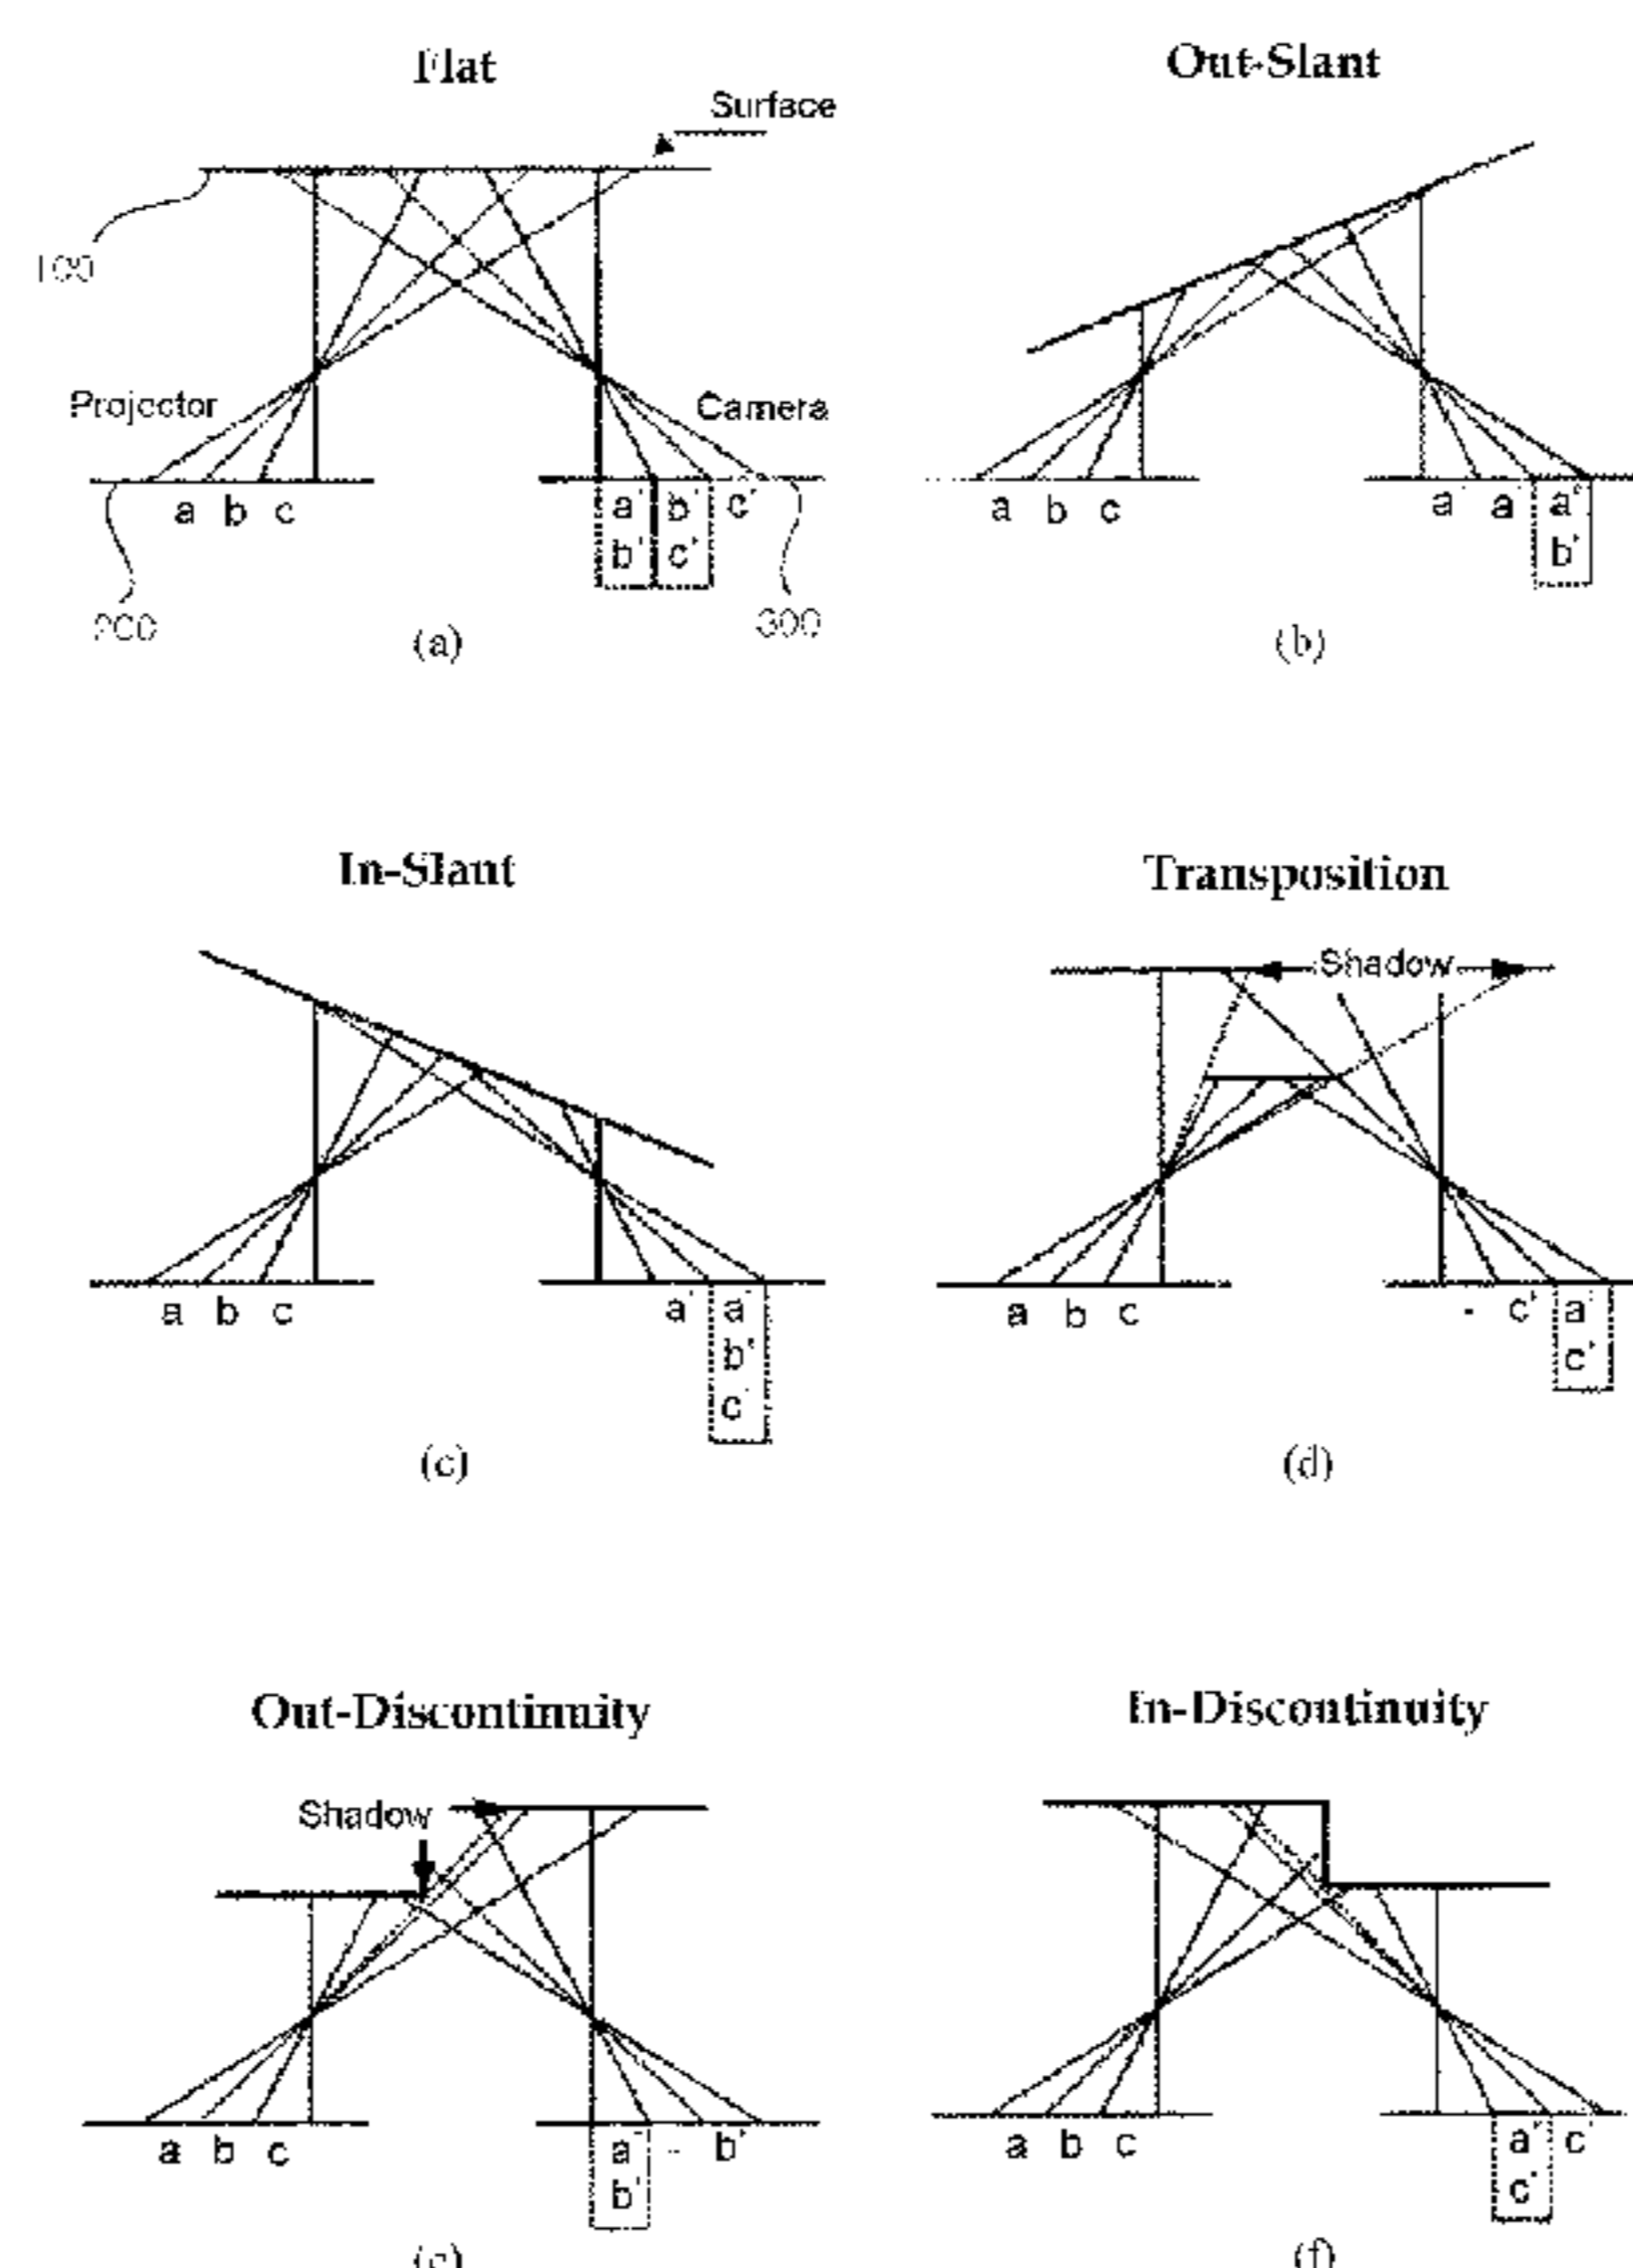 Flat
Surface
100
Projector
Camera
a b c
a' b' c'
b' c'
200
300
(a)
Out-Slant
a b c
a' a' a'
b'
(b)
In-Slant
a b c
a' a'
b'
c'
(c)
Transposition
Shadow
a b c
- c' a'
c'
(d)
Out-Discontinuity
Shadow
a b c
a' - b'
b'
(e)
In-Discontinuity
a b c
a' c'
c'
(f)